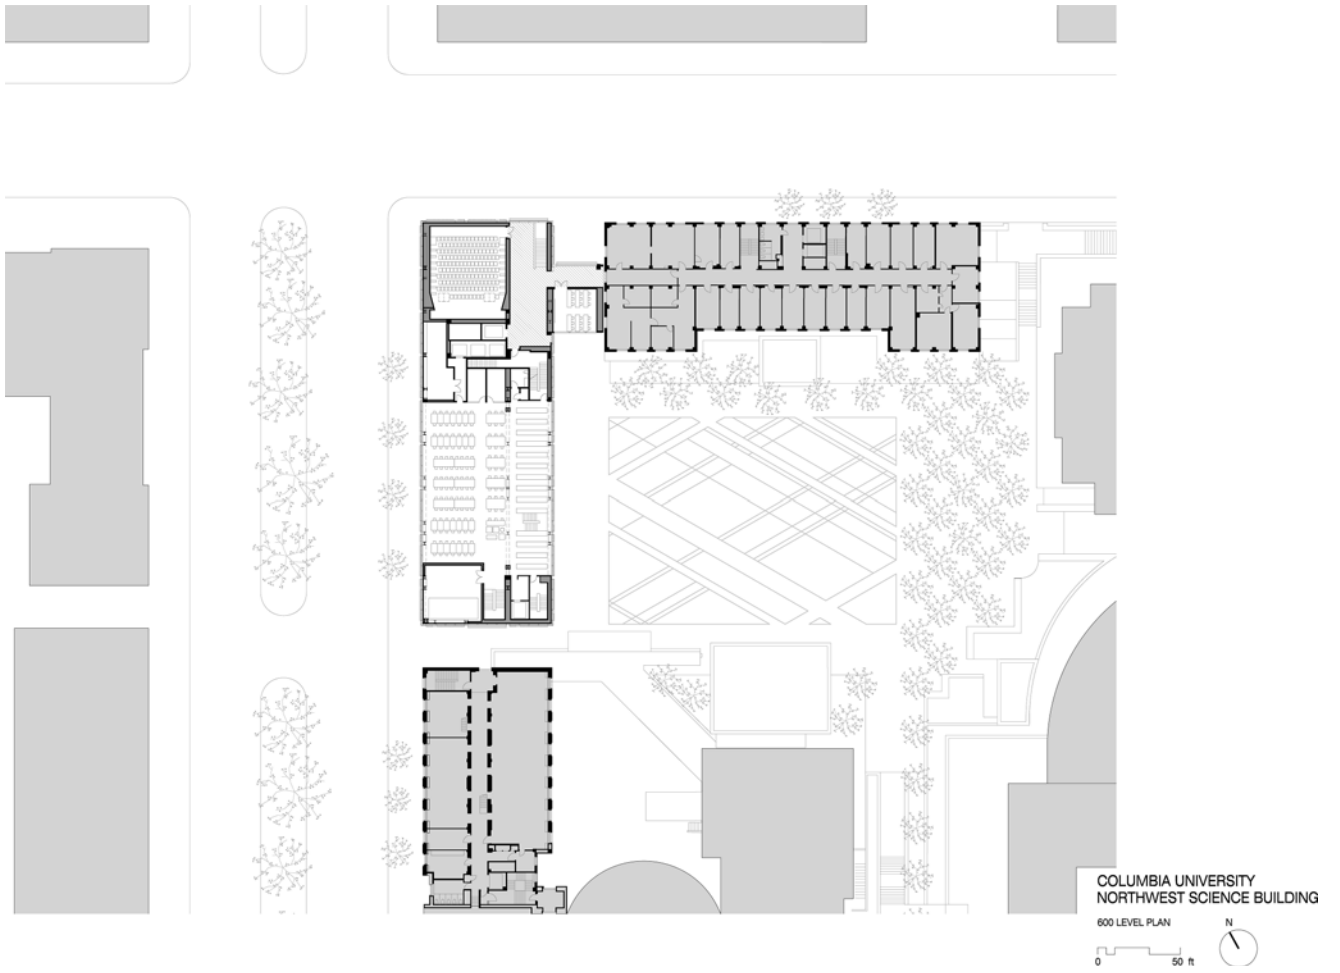 COLUMBIA UNIVERSITY
NORTHWEST SCIENCE BUILDING
600 LEVEL PLAN
N
0 50 ft